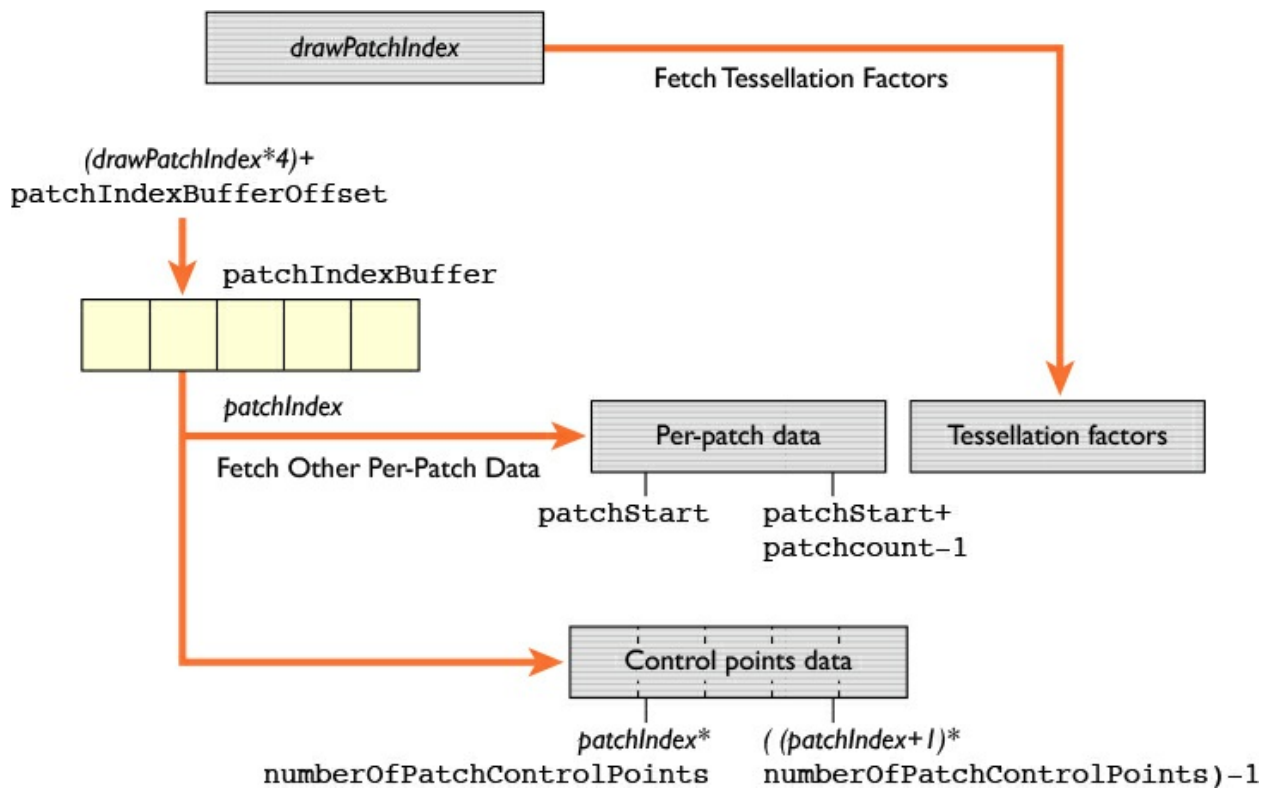 drawPatchIndex
Fetch Tessellation Factors
(drawPatchIndex*4)+
patchIndexBufferOffset
patchIndexBuffer
patchIndex
Fetch Other Per-Patch Data
Per-patch data
Tessellation factors
patchStart
patchStart+
patchcount-1
Control points data
patchIndex*
numberOfPatchControlPoints
( (patchIndex+1)*
numberOfPatchControlPoints)-1